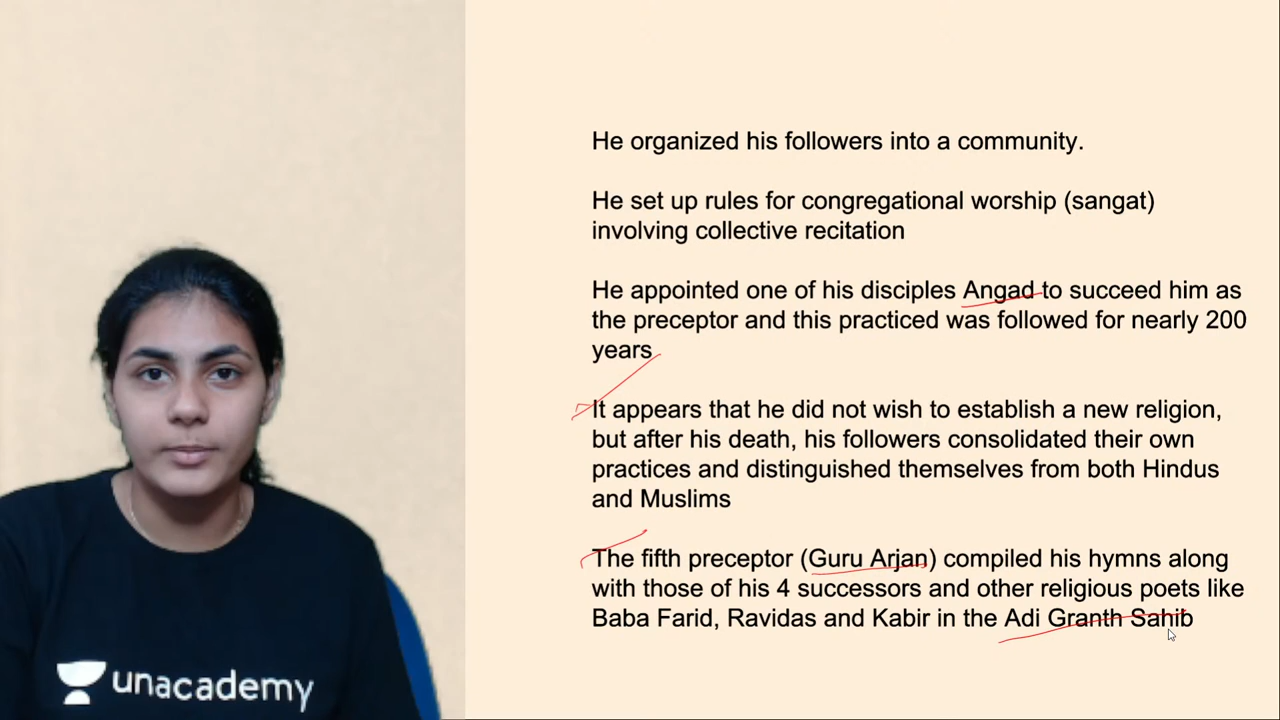 He organized his followers into a community.
He set up rules for congregational worship (sangat)
involving collective recitation
He appointed one of his disciples Angad to succeed him as
the preceptor and this practiced was followed for nearly 200
years
It appears that he did not wish to establish a new religion,
but after his death, his followers consolidated their own
practices and distinguished themselves from both Hindus
and Muslims
The fifth preceptor (Guru Arjan) compiled his hymns along
with those of his 4 successors and other religious poets like
Baba Farid, Ravidas and Kabir in the Adi Granth Sahib
unacademy